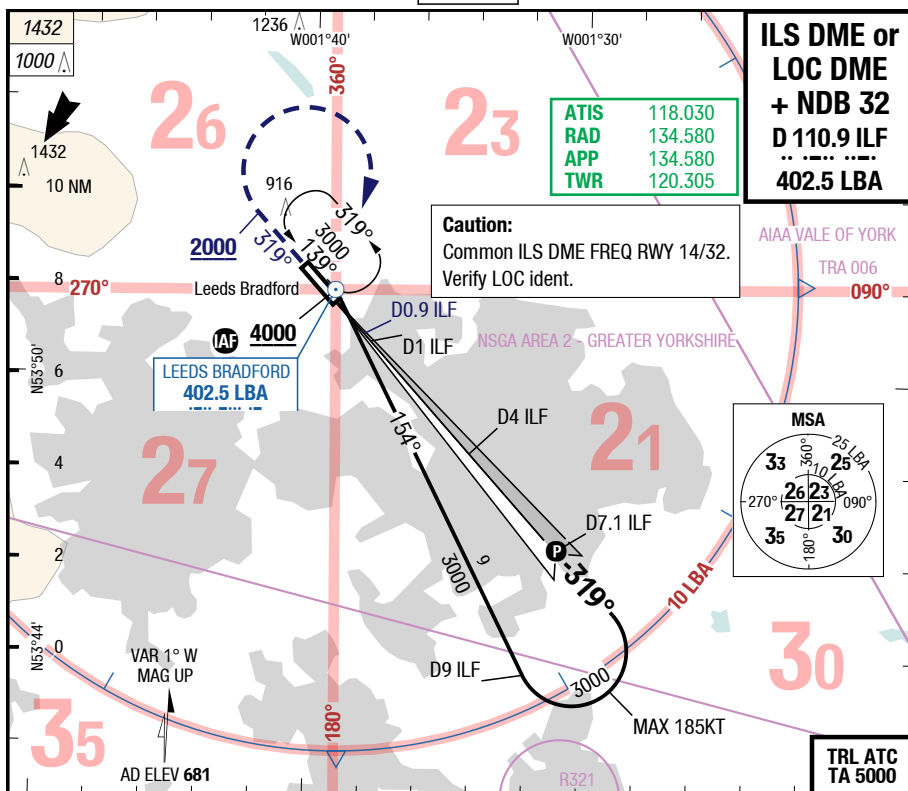 1432
1000
1236
W001°40'
W001°30'
ILS DME or
LOC DME
+ NDB 32
D 110.9 ILF
402.5 LBA
360°
26
23
ATIS 118.030
RAD 134.580
APP 134.580
TWR 120.305
1432
10 NM
916
319°
3000
139°
2000
319°
Caution:
Common ILS DME FREQ RWY 14/32.
Verify LOC ident.
AIAA VALE OF YORK
TRA 006
8
270°
Leeds Bradford
090°
D0.9 ILF
IAF 4000
D1 ILF
NSGA AREA 2 - GREATER YORKSHIRE
N53°50'
6
LEEDS BRADFORD
402.5 LBA
154°
D4 ILF
4
27
21
MSA
25 LBA
10 LBA
360°
33
25
26
23
270°
090°
27
21
35
30
180°
D7.1 ILF
P
-319°
2
9
3000
10 LBA
N53°44'
0
VAR 1° W
MAG UP
D9 ILF
3000
30
MAX 185KT
35
180°
AD ELEV 681
R321
TRL ATC
TA 5000